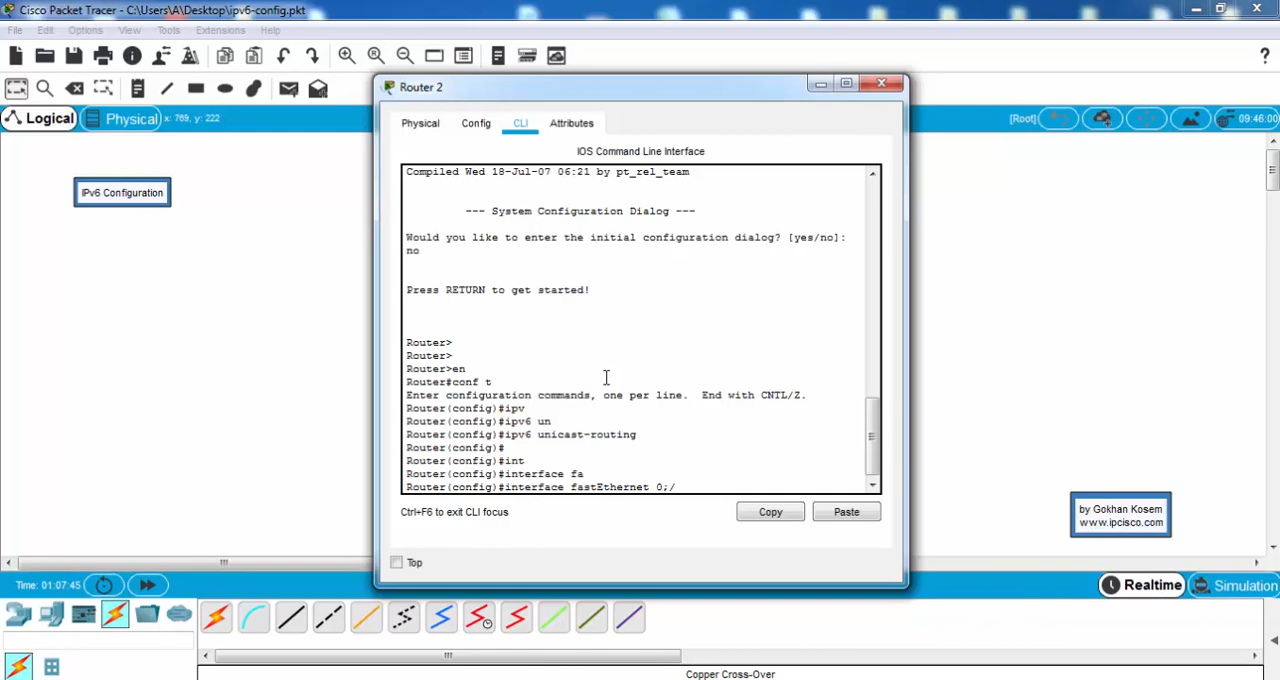 Cisco Packet Tracer - C:\Users\A\Desktop\ipv6-config.pkt
File Edit Options View Tools Extensions Help
Logical Physical x: 769, y: 222 [Root] 09:46:00
IPv6 Configuration
Router 2
Physical Config CLI Attributes
IOS Command Line Interface
Compiled Wed 18-Jul-07 06:21 by pt_rel_team
--- System Configuration Dialog ---
Would you like to enter the initial configuration dialog? [yes/no]:
no
Press RETURN to get started!
Router>
Router>
Router>en
Router#conf t
Enter configuration commands, one per line.  End with CNTL/Z.
Router(config)#ipv
Router(config)#ipv6 un
Router(config)#ipv6 unicast-routing
Router(config)#
Router(config)#int
Router(config)#interface fa
Router(config)#interface fastEthernet 0;/
Ctrl+F6 to exit CLI focus
Copy Paste
Top
by Gokhan Kosem
www.ipcisco.com
Time: 01:07:45 Realtime Simulation
Copper Cross-Over